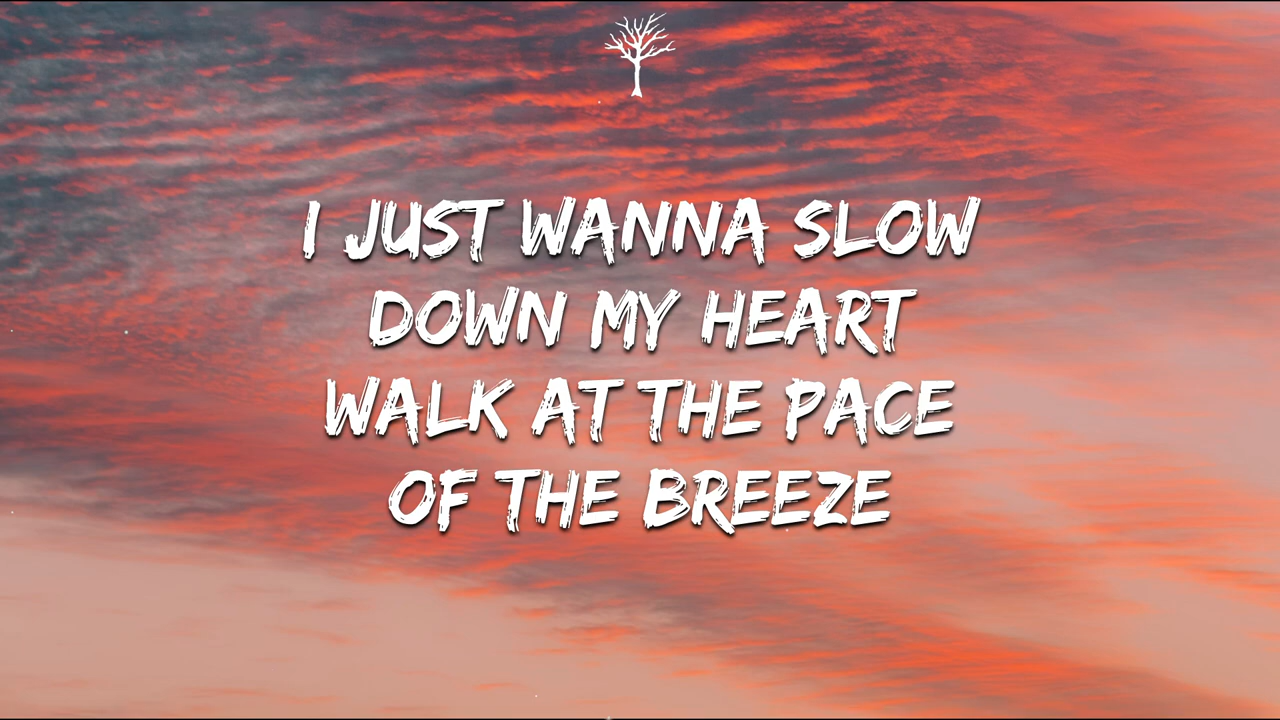 I JUST WANNA SLOW
DOWN MY HEART
WALK AT THE PACE
OF THE BREEZE